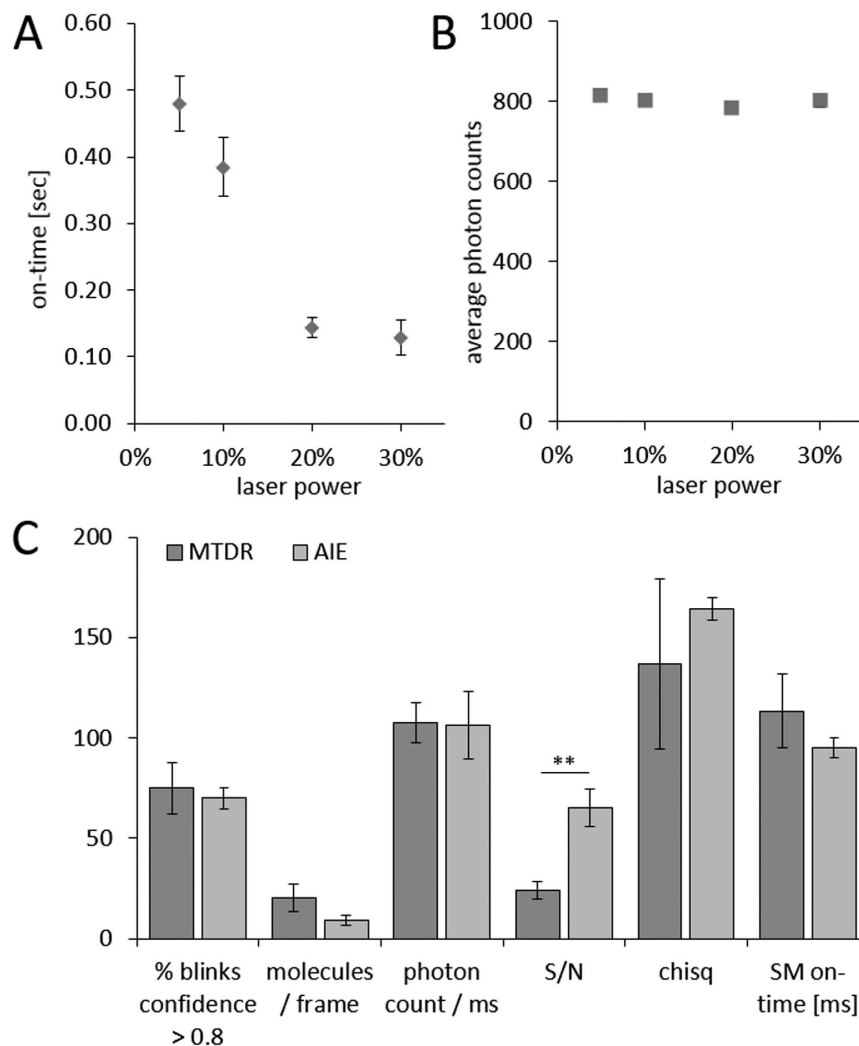 A
0.60
0.50
0.40
0.30
0.20
0.10
0.00
on-time [sec]
0% 10% 20% 30%
laser power
B
1000
800
600
400
200
0
average photon counts
0% 10% 20% 30%
laser power
C
200
150
100
50
0
MTDR AIE
**
% blinks
confidence
> 0.8
molecules
/ frame
photon
count / ms
S/N
chisq
SM on-
time [ms]